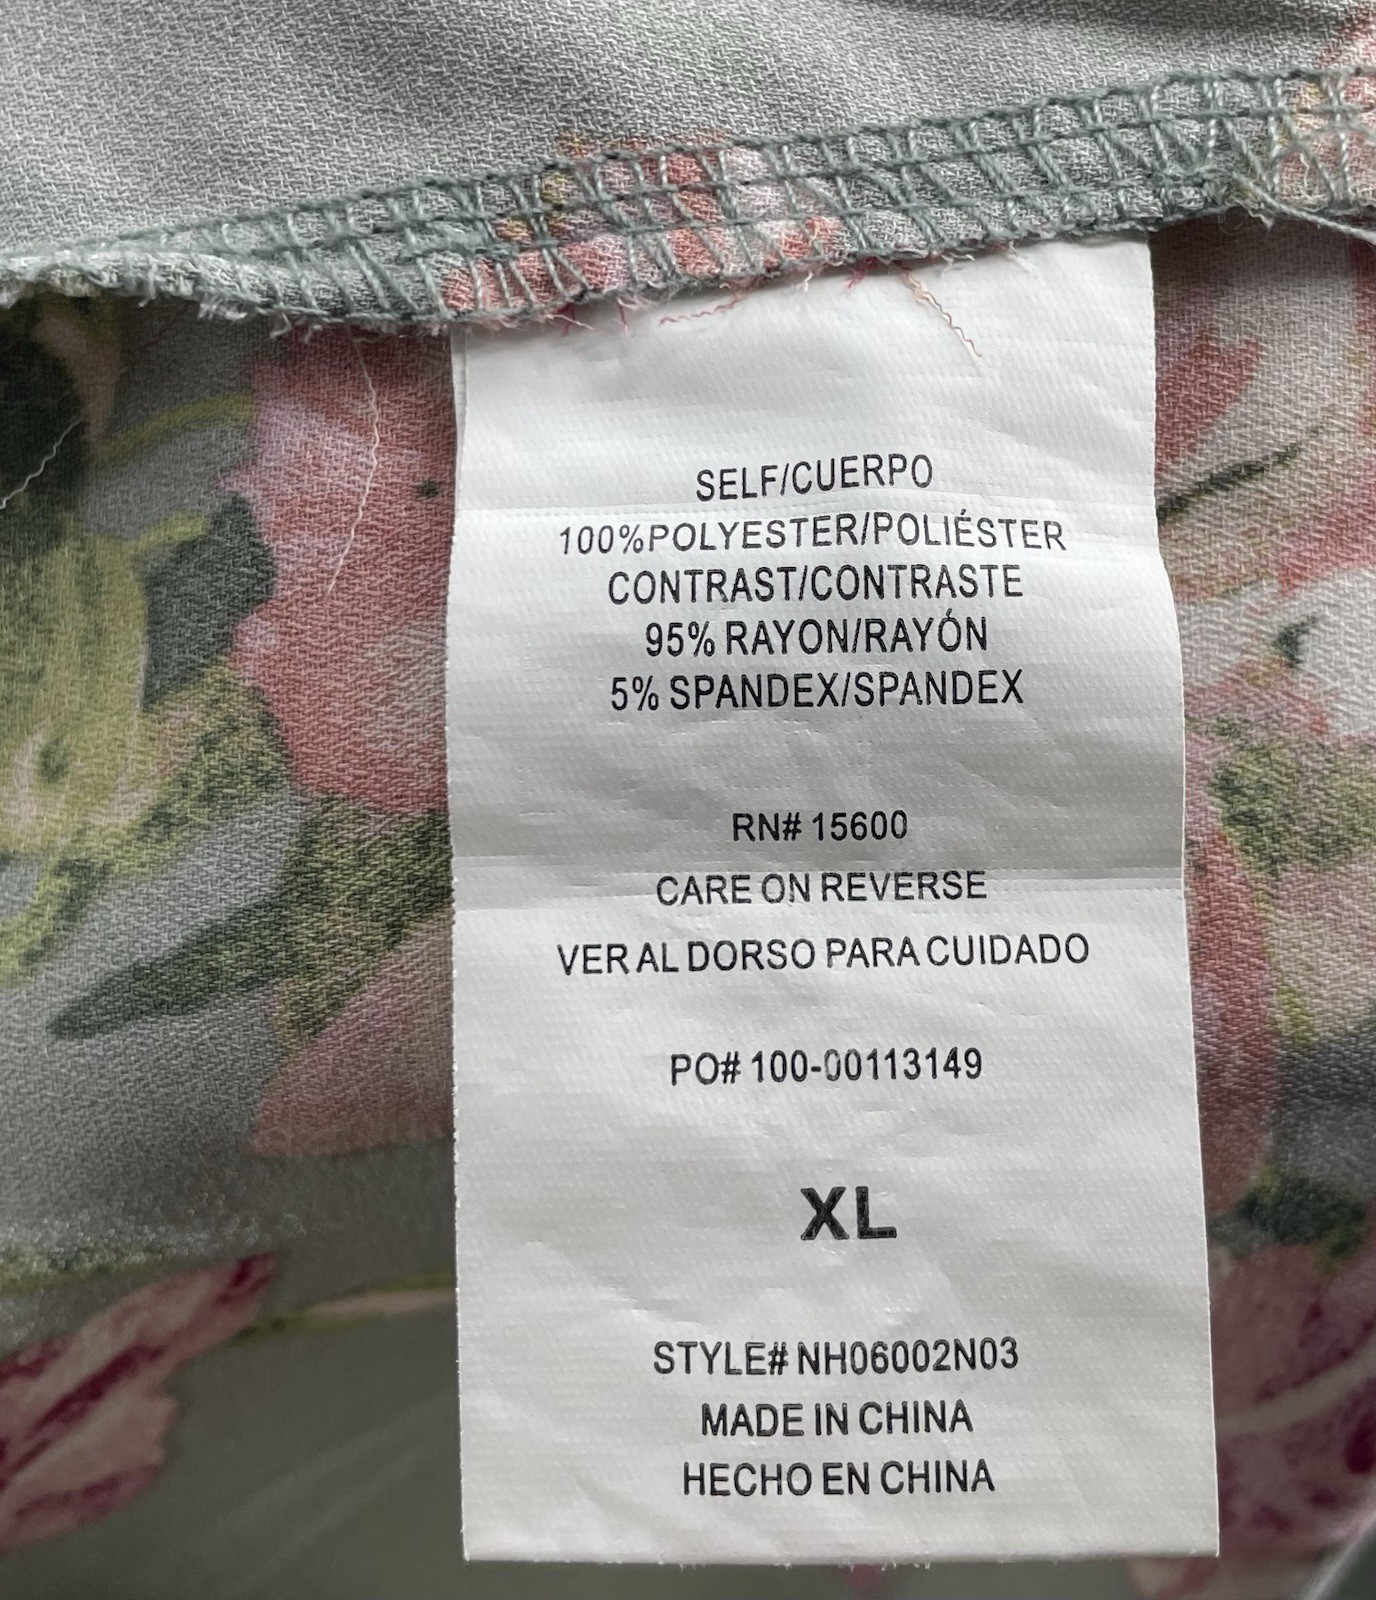 SELF/CUERPO
100%POLYESTER/POLIÉSTER
CONTRAST/CONTRASTE
95% RAYON/RAYÓN
5% SPANDEX/SPANDEX
RN# 15600
CARE ON REVERSE
VER AL DORSO PARA CUIDADO
PO# 100-00113149
XL
STYLE# NH06002N03
MADE IN CHINA
HECHO EN CHINA